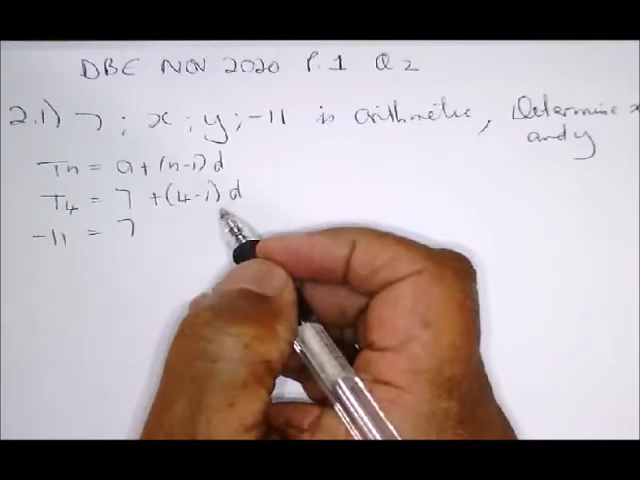 DBE NOV 2020 P.1 Q2
2.1) 7 ; x ; y ; -11 is arithmetic, Determine x
and y
Tn = a + (n-1) d
T4 = 7 + (4-1) d
-11 = 7